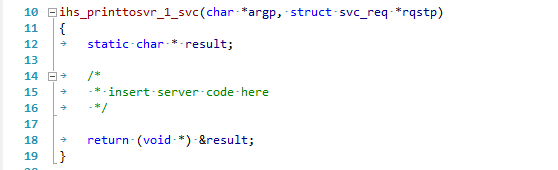 10 ihs_printtosvr_1_svc(char *argp, struct svc_req *rqstp)
11 {
12 static char * result;
13
14 /*
15 * insert server code here
16 */
17
18 return (void *) &result;
19 }